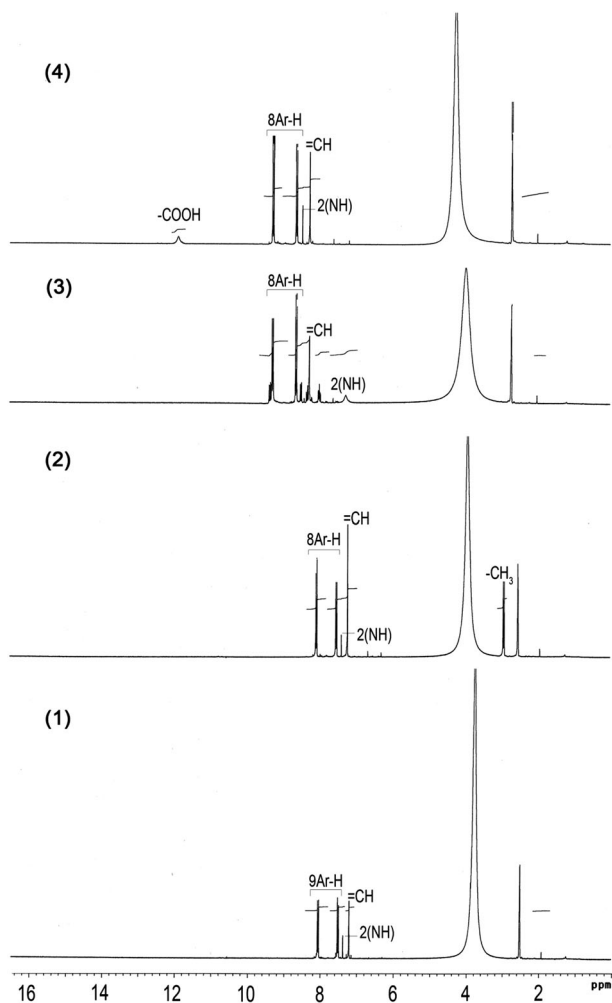 (4)
8Ar-H
=CH
2(NH)
-COOH
(3)
8Ar-H
=CH
2(NH)
(2)
8Ar-H
=CH
2(NH)
-CH₃
(1)
9Ar-H
=CH
2(NH)
16 14 12 10 8 6 4 2 ppm